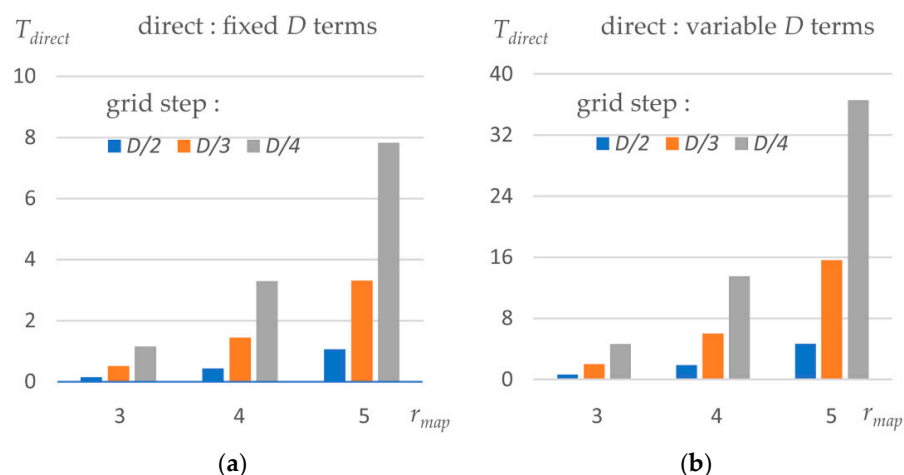 T_direct direct : fixed D terms
10
grid step :
D/2 D/3 D/4
8
6
4
2
0
3 4 5 r_map
(a)
T_direct direct : variable D terms
40
grid step :
D/2 D/3 D/4
32
24
16
8
0
3 4 5 r_map
(b)